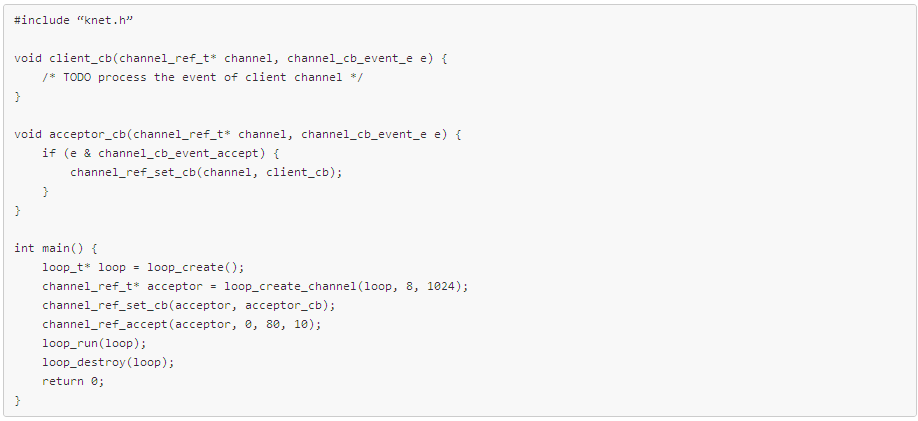 #include “knet.h”

void client_cb(channel_ref_t* channel, channel_cb_event_e e) {
    /* TODO process the event of client channel */
}

void acceptor_cb(channel_ref_t* channel, channel_cb_event_e e) {
    if (e & channel_cb_event_accept) {
        channel_ref_set_cb(channel, client_cb);
    }
}

int main() {
    loop_t* loop = loop_create();
    channel_ref_t* acceptor = loop_create_channel(loop, 8, 1024);
    channel_ref_set_cb(acceptor, acceptor_cb);
    channel_ref_accept(acceptor, 0, 80, 10);
    loop_run(loop);
    loop_destroy(loop);
    return 0;
}